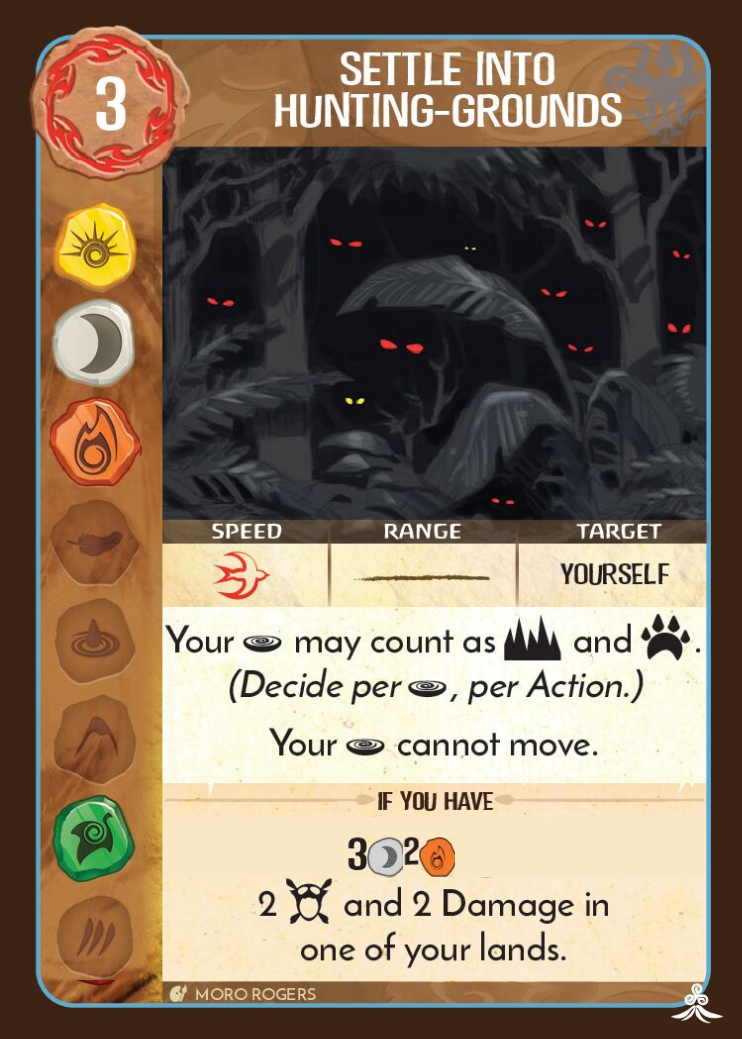 3
SETTLE INTO
HUNTING-GROUNDS
SPEED RANGE TARGET
YOURSELF
Your may count as and .
(Decide per , per Action.)
Your cannot move.
IF YOU HAVE
3 2
2 and 2 Damage in
one of your lands.
MORO ROGERS